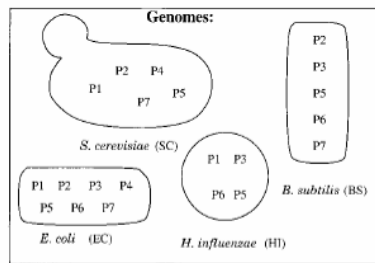 Genomes:
P2 P4
P1
P7 P5
S. cerevisiae (SC)
P2
P3
P5
P6
P7
B. subtilis (BS)
P1 P2 P3 P4
P5 P6 P7
E. coli (EC)
P1 P3
P6 P5
H. influenzae (HI)